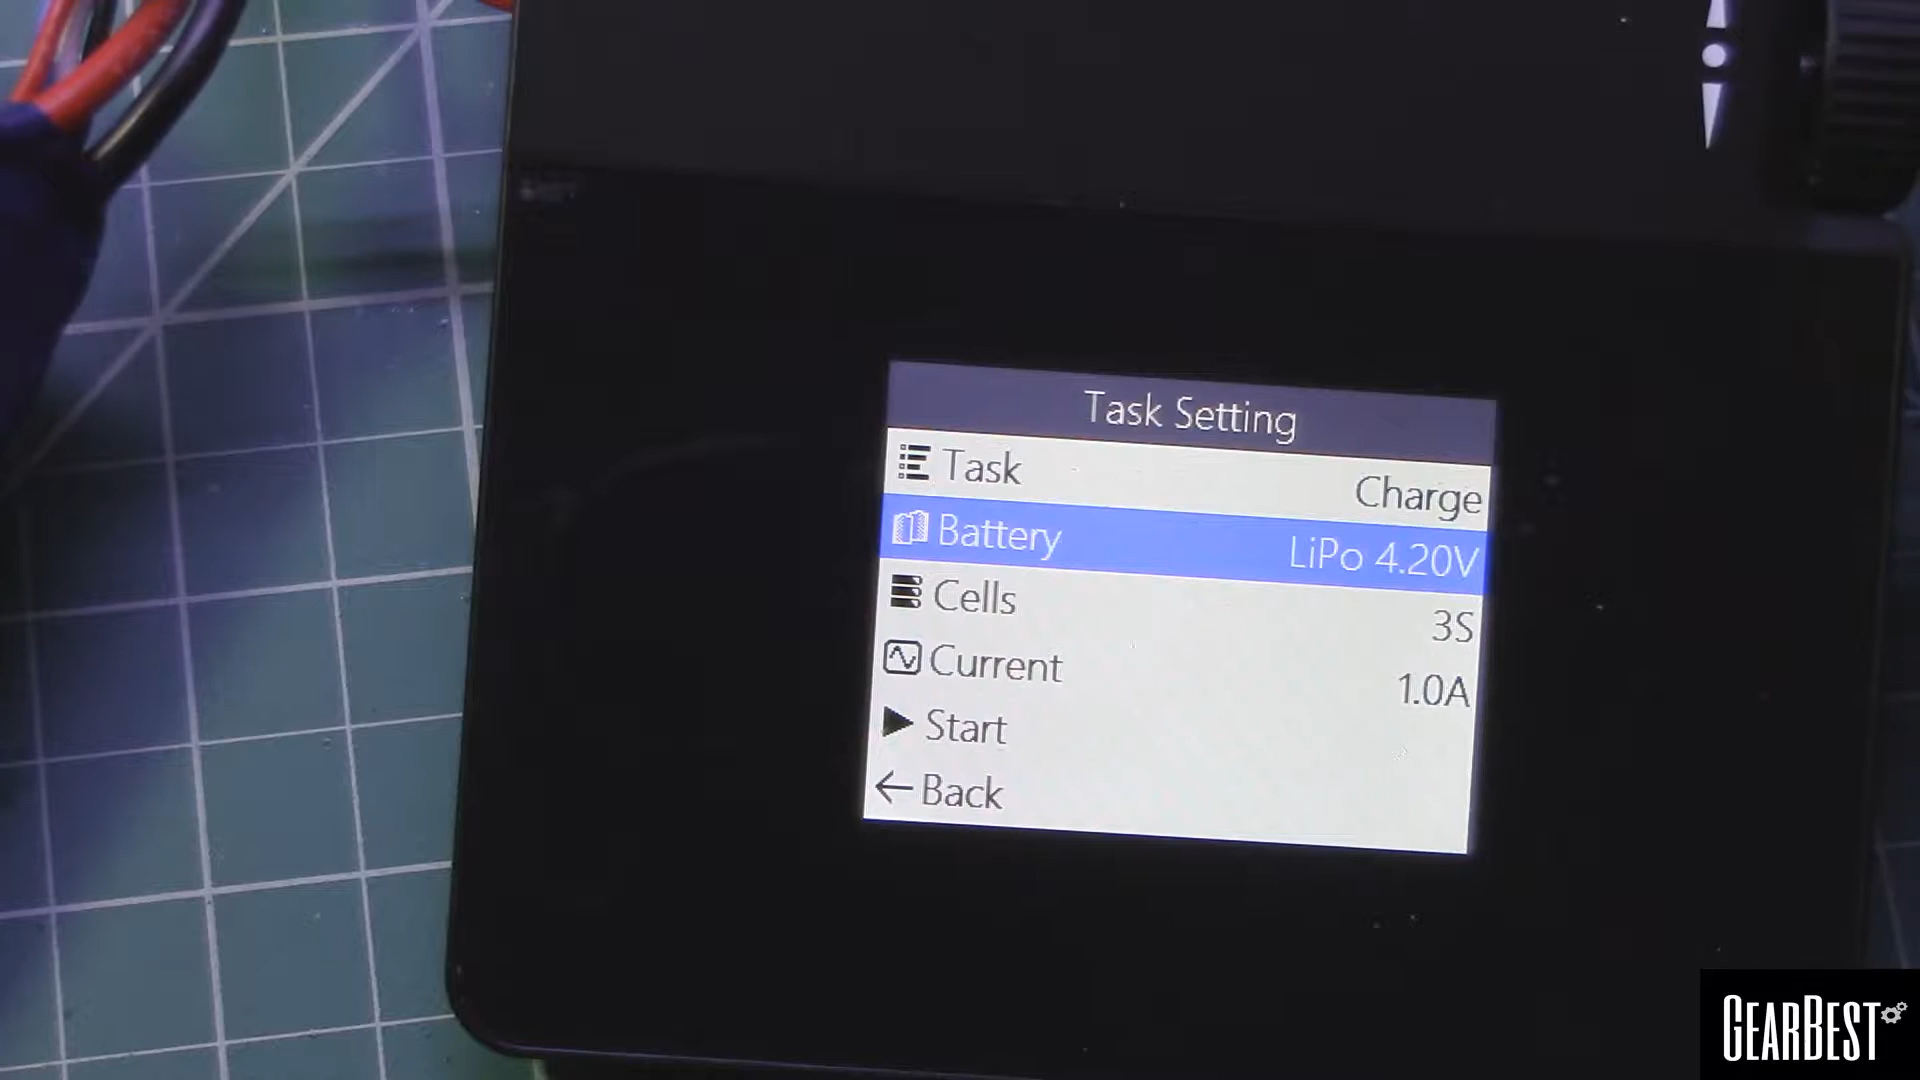 Task Setting
Task Charge
Battery LiPo 4.20V
Cells 3S
Current 1.0A
Start
Back
GEARBEST